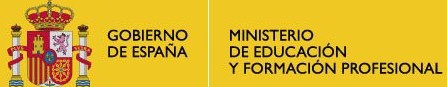 GOBIERNO
DE ESPAÑA
MINISTERIO
DE EDUCACIÓN
Y FORMACIÓN PROFESIONAL